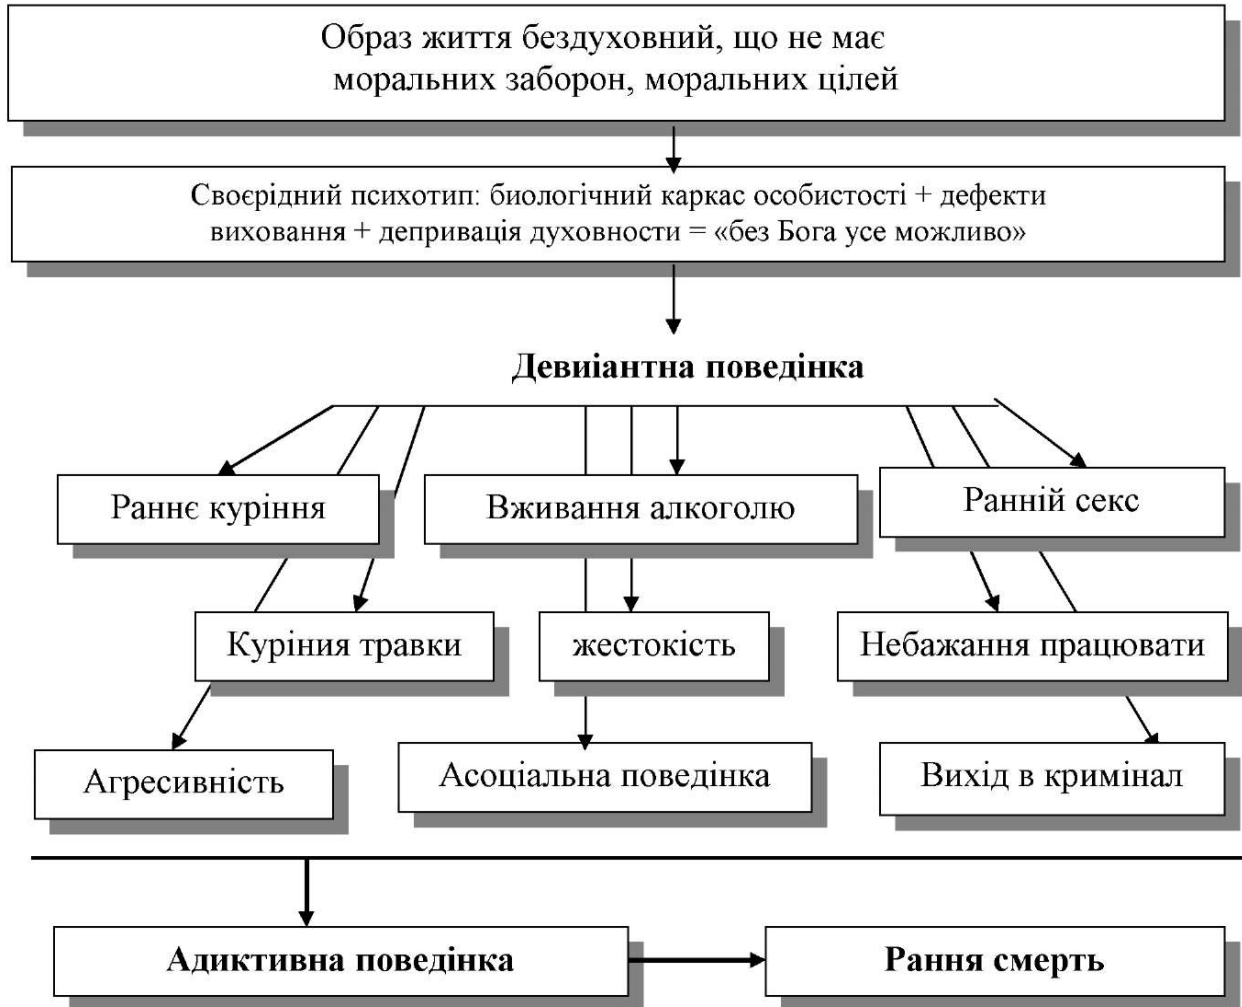 Образ життя бездуховний, що не має
моральних заборон, моральних цілей
Своєрідний психотип: биологічний каркас особистості + дефекти
виховання + депривація духовности = «без Бога усе можливо»
Девиіантна поведінка
Раннє куріння
Вживання алкоголю
Ранній секс
Куріния травки
жестокість
Небажання працювати
Агресивність
Асоціальна поведінка
Вихід в кримінал
Адиктивна поведінка
Рання смерть